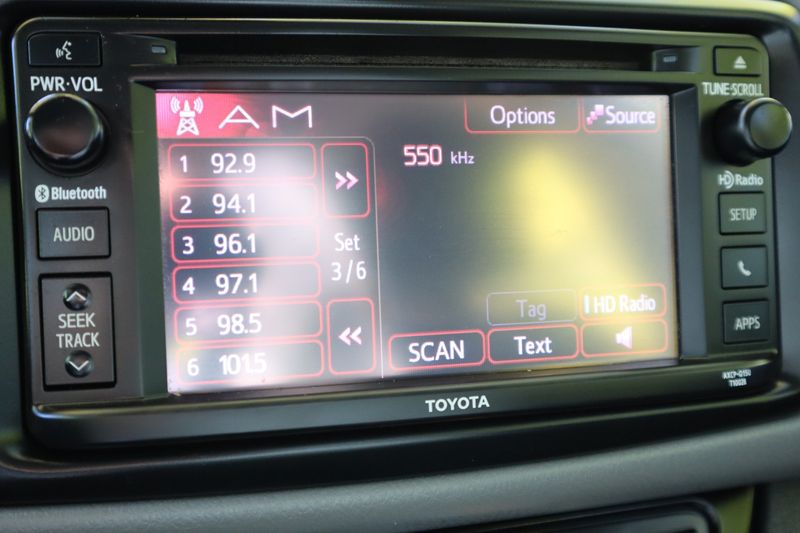 PWR·VOL
Bluetooth
AUDIO
SEEK
TRACK
AM
Options
Source
1 92.9
2 94.1
3 96.1
4 97.1
5 98.5
6 101.5
Set
3/6
550 kHz
Tag
HD Radio
SCAN
Text
TUNE·SCROLL
HD Radio
SETUP
APPS
TOYOTA